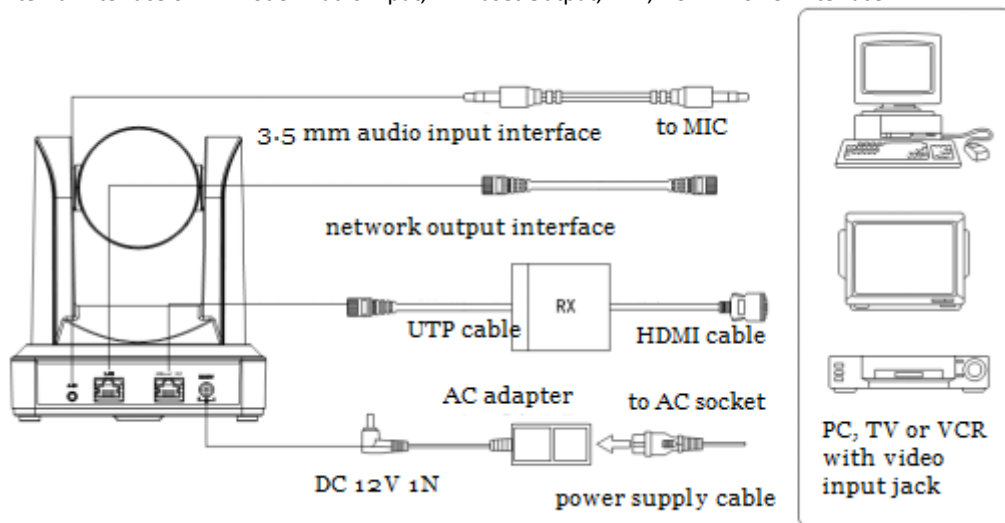 3.5 mm audio input interface
to MIC
network output interface
UTP cable
RX
HDMI cable
AC adapter
to AC socket
DC 12V 1N
power supply cable
LAN
PC, TV or VCR
with video
input jack